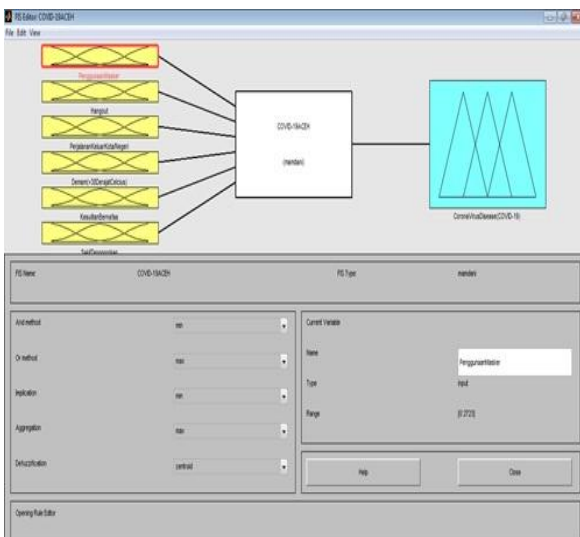 FIS Editor: COVID-19ACEH
File Edit View
PenggunaanMasker
Hangout
PerjalananKeluarKota/Negeri
Demam(>38DerajatCelcius)
KesulitanBernafas
SakitTenggorokan
COVID-19ACEH
(mamdani)
CoronaVirusDisease(COVID-19)
FIS Name: COVID-19ACEH FIS Type: mamdani
And method min
Or method max
Implication min
Aggregation max
Defuzzification centroid
Current Variable
Name PenggunaanMasker
Type input
Range
Help Close
Opening Rule Editor